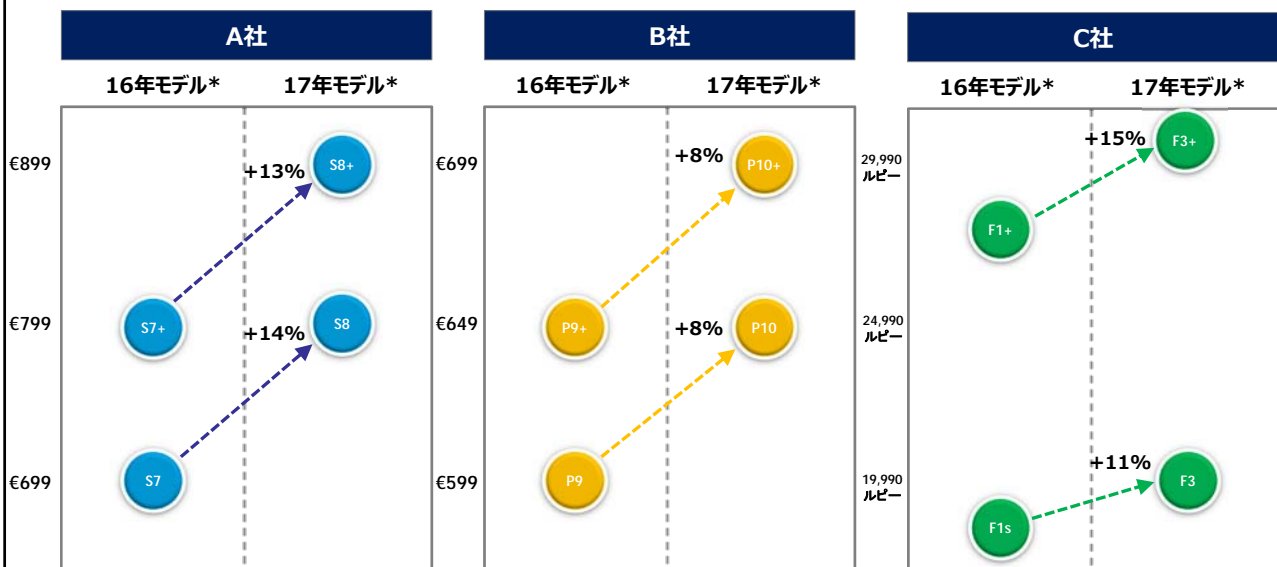 A社
16年モデル* 17年モデル*
€899
€799
€699
S8+
+13%
S7+
S8
+14%
S7
B社
16年モデル* 17年モデル*
€699
€649
€599
P10+
+8%
P9+
P10
+8%
P9
C社
16年モデル* 17年モデル*
29,990
ルピー
24,990
ルピー
19,990
ルピー
F3+
+15%
F1+
+11%
F3
F1s